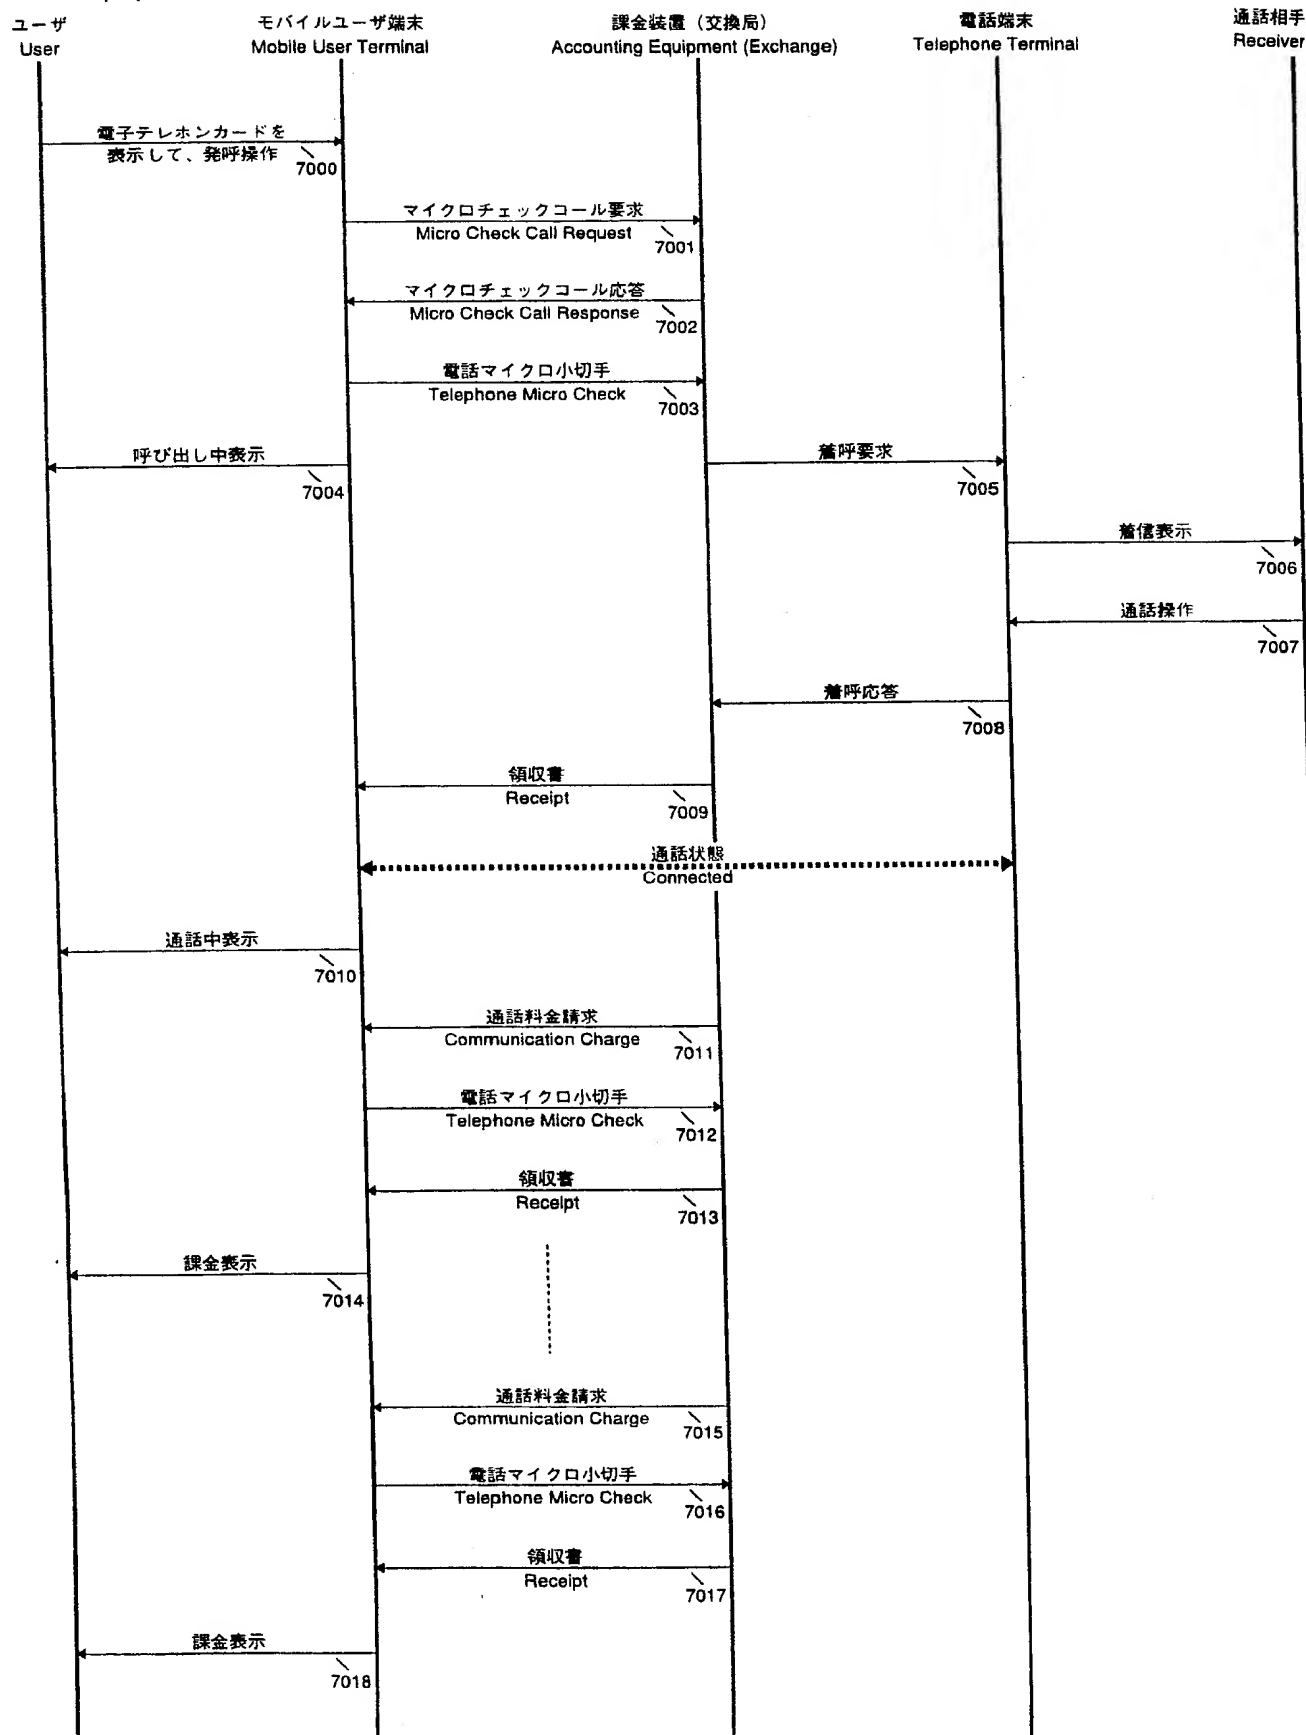 ユーザ
User
モバイルユーザ端末
Mobile User Terminal
課金装置（交換局）
Accounting Equipment (Exchange)
電話端末
Telephone Terminal
通話相手
Receiver
電子テレホンカードを
表示して、発呼操作
7000
マイクロチェックコール要求
Micro Check Call Request
7001
マイクロチェックコール応答
Micro Check Call Response
7002
電話マイクロ小切手
Telephone Micro Check
7003
呼び出し中表示
7004
着呼要求
7005
着信表示
7006
通話操作
7007
着呼応答
7008
領収書
Receipt
7009
通話状態
Connected
通話中表示
7010
通話料金請求
Communication Charge
7011
電話マイクロ小切手
Telephone Micro Check
7012
領収書
Receipt
7013
課金表示
7014
通話料金請求
Communication Charge
7015
電話マイクロ小切手
Telephone Micro Check
7016
領収書
Receipt
7017
課金表示
7018